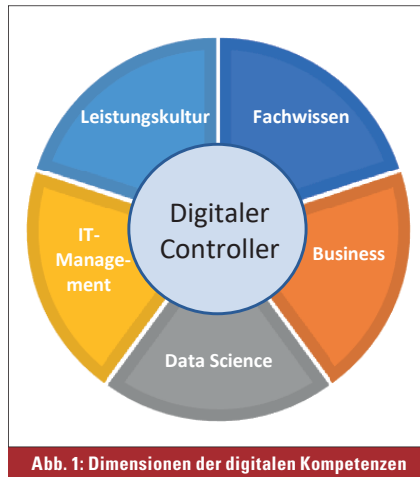 Leistungskultur
Fachwissen
Digitaler
Controller
IT-
Manage-
ment
Business
Data Science
Abb. 1: Dimensionen der digitalen Kompetenzen